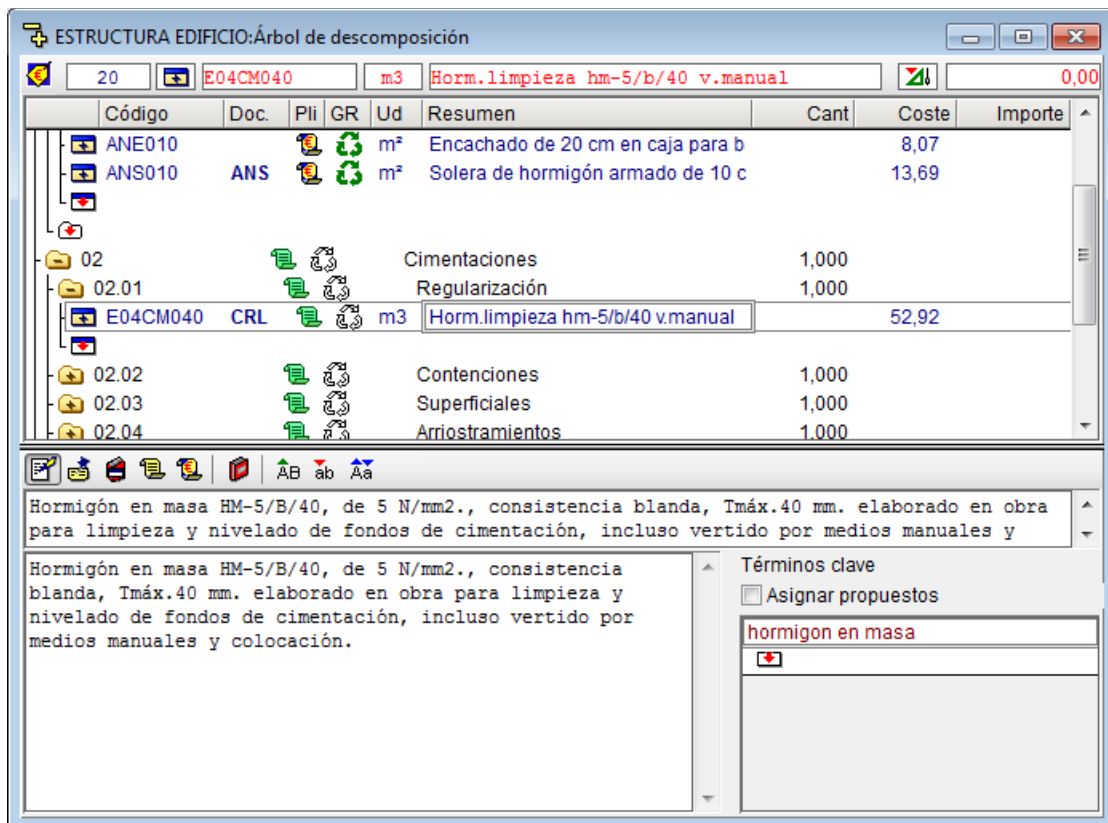 ESTRUCTURA EDIFICIO:Árbol de descomposición
20 E04CM040 m3 Horm.limpieza hm-5/b/40 v.manual 0,00
Código Doc. Pli GR Ud Resumen Cant Coste Importe
ANE010 m² Encachado de 20 cm en caja para b 8,07
ANS010 ANS m² Solera de hormigón armado de 10 c 13,69
02 Cimentaciones 1,000
02.01 Regularización 1,000
E04CM040 CRL m3 Horm.limpieza hm-5/b/40 v.manual 52,92
02.02 Contenciones 1,000
02.03 Superficiales 1,000
02.04 Arriostramientos 1,000
AB ab Aa
Hormigón en masa HM-5/B/40, de 5 N/mm2., consistencia blanda, Tmáx.40 mm. elaborado en obra
para limpieza y nivelado de fondos de cimentación, incluso vertido por medios manuales y
Hormigón en masa HM-5/B/40, de 5 N/mm2., consistencia
blanda, Tmáx.40 mm. elaborado en obra para limpieza y
nivelado de fondos de cimentación, incluso vertido por
medios manuales y colocación.
Términos clave
Asignar propuestos
hormigon en masa